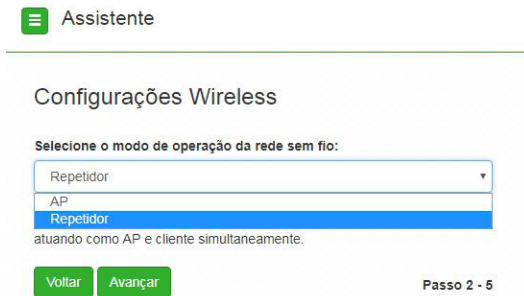 Assistente
Configurações Wireless
Selecione o modo de operação da rede sem fio:
Repetidor
AP
Repetidor
atuando como AP e cliente simultaneamente.
Voltar Avançar Passo 2 - 5